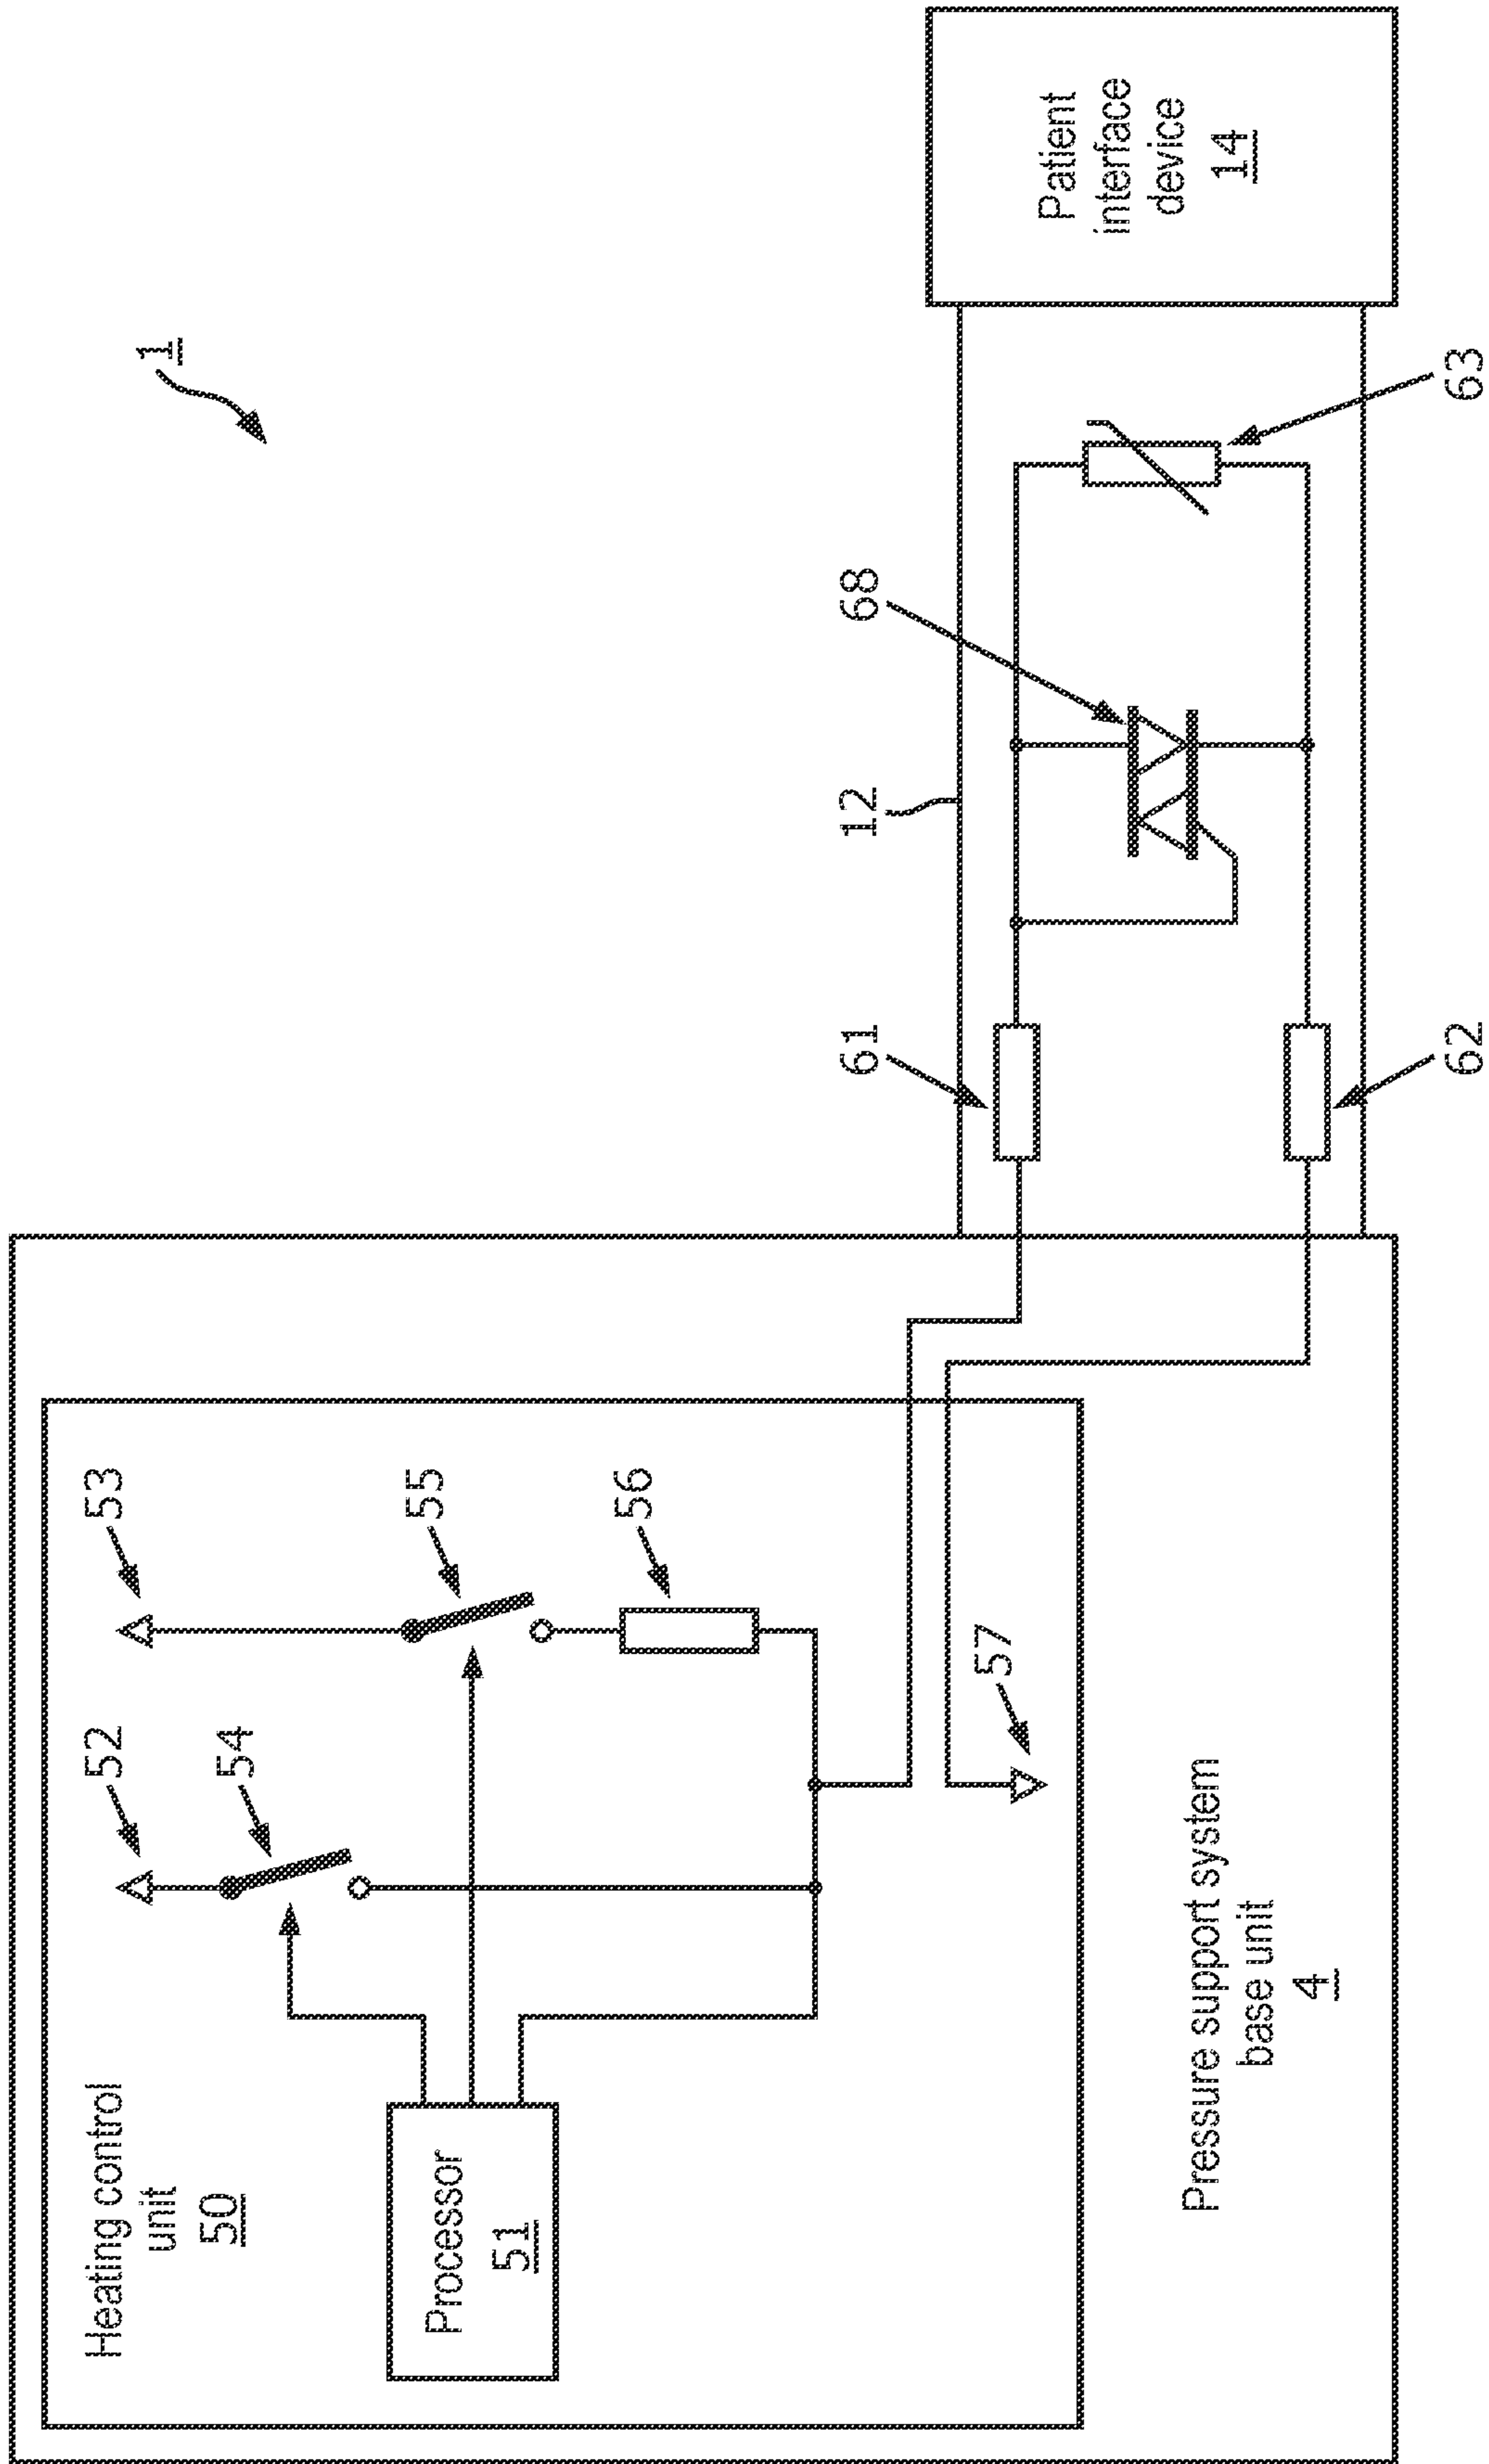 1
Heating control
unit
50
Processor
51
52
54
53
55
56
57
Pressure support system
base unit
4
61
62
12
68
63
Patient
interface
device
14